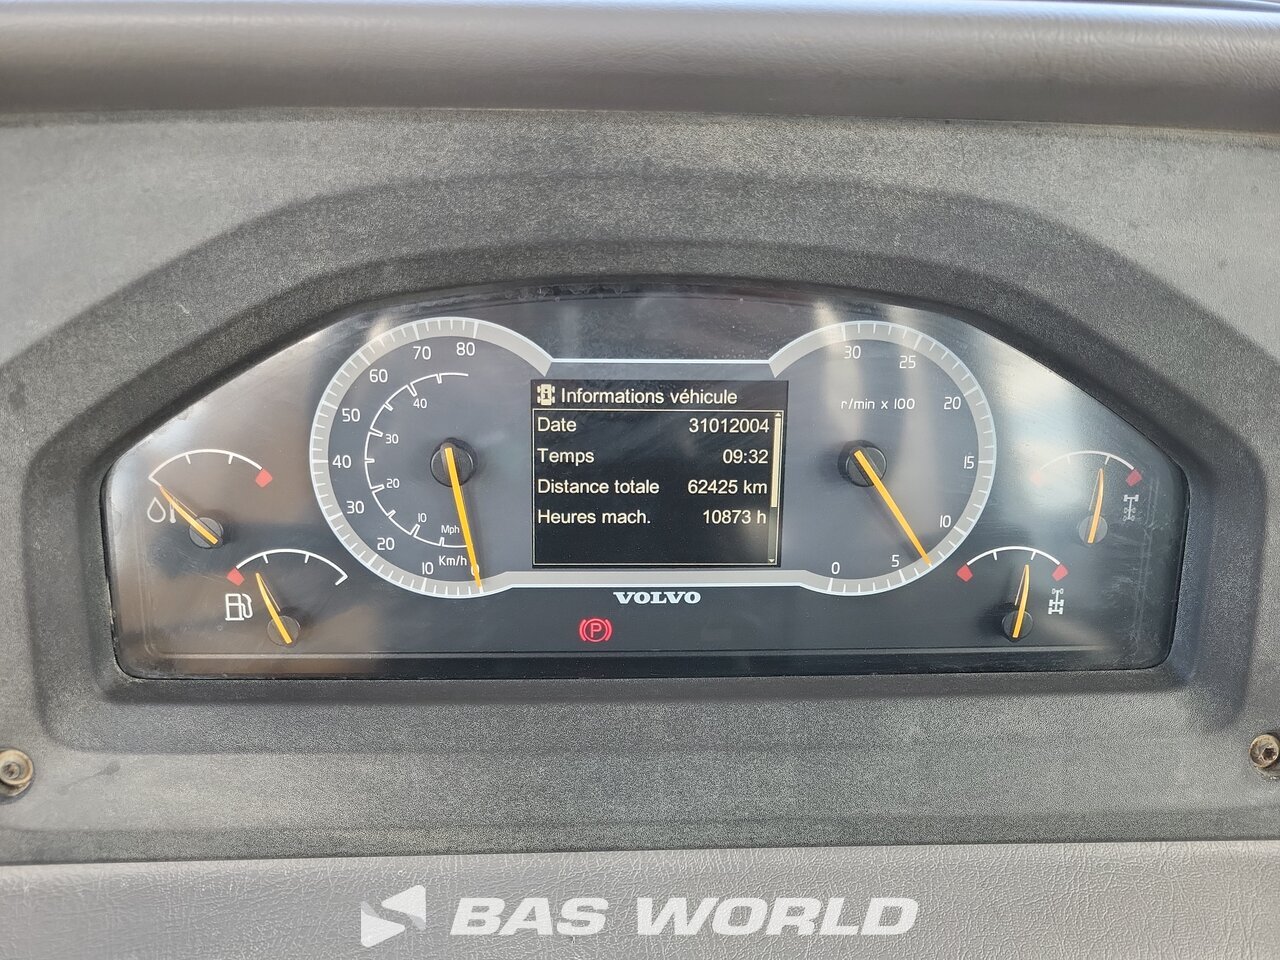 80
70
60
50
40
30
20
10
Km/h
0
40
30
20
10
Mph
Informations véhicule
Date 31012004
Temps 09:32
Distance totale 62425 km
Heures mach. 10873 h
30
25
20
15
10
5
0
r/min x 100
VOLVO
P
BAS WORLD